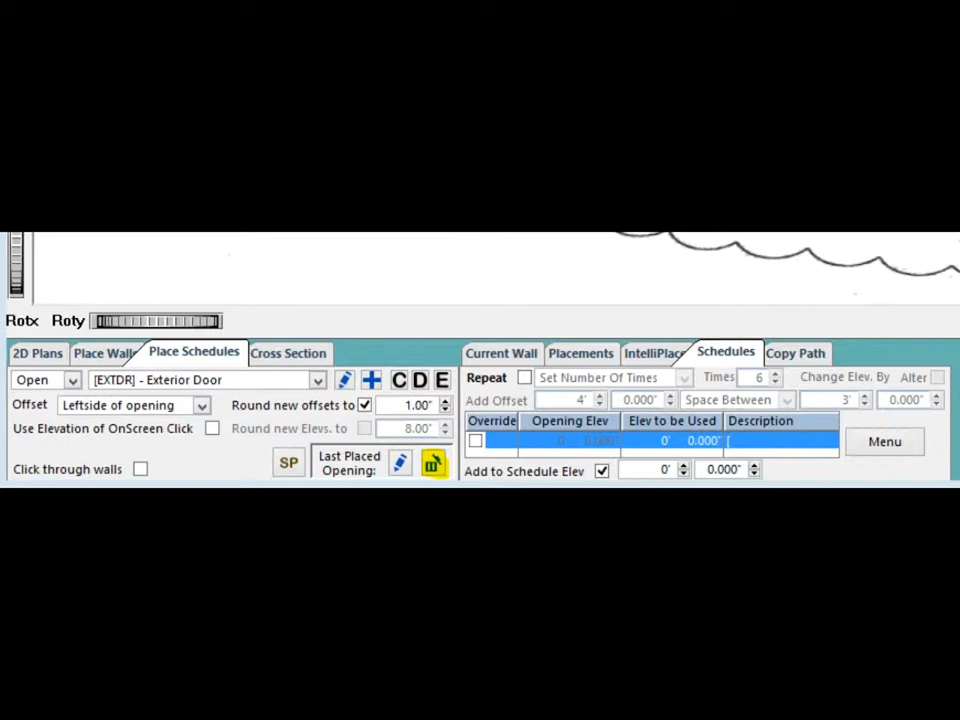 Rotx Roty
2D Plans Place Walls Place Schedules Cross Section
Open [EXTDR] - Exterior Door C D E
Offset Leftside of opening Round new offsets to 1.00"
Use Elevation of OnScreen Click Round new Elevs. to 8.00"
Click through walls SP Last Placed Opening:
Current Wall Placements IntelliPlac Schedules Copy Path
Repeat Set Number Of Times Times 6 Change Elev. By Alter
Add Offset 4' 0.000" Space Between 3' 0.000"
Override Opening Elev Elev to be Used Description
0 0.000 0' 0.000" [
Menu
Add to Schedule Elev 0' 0.000"